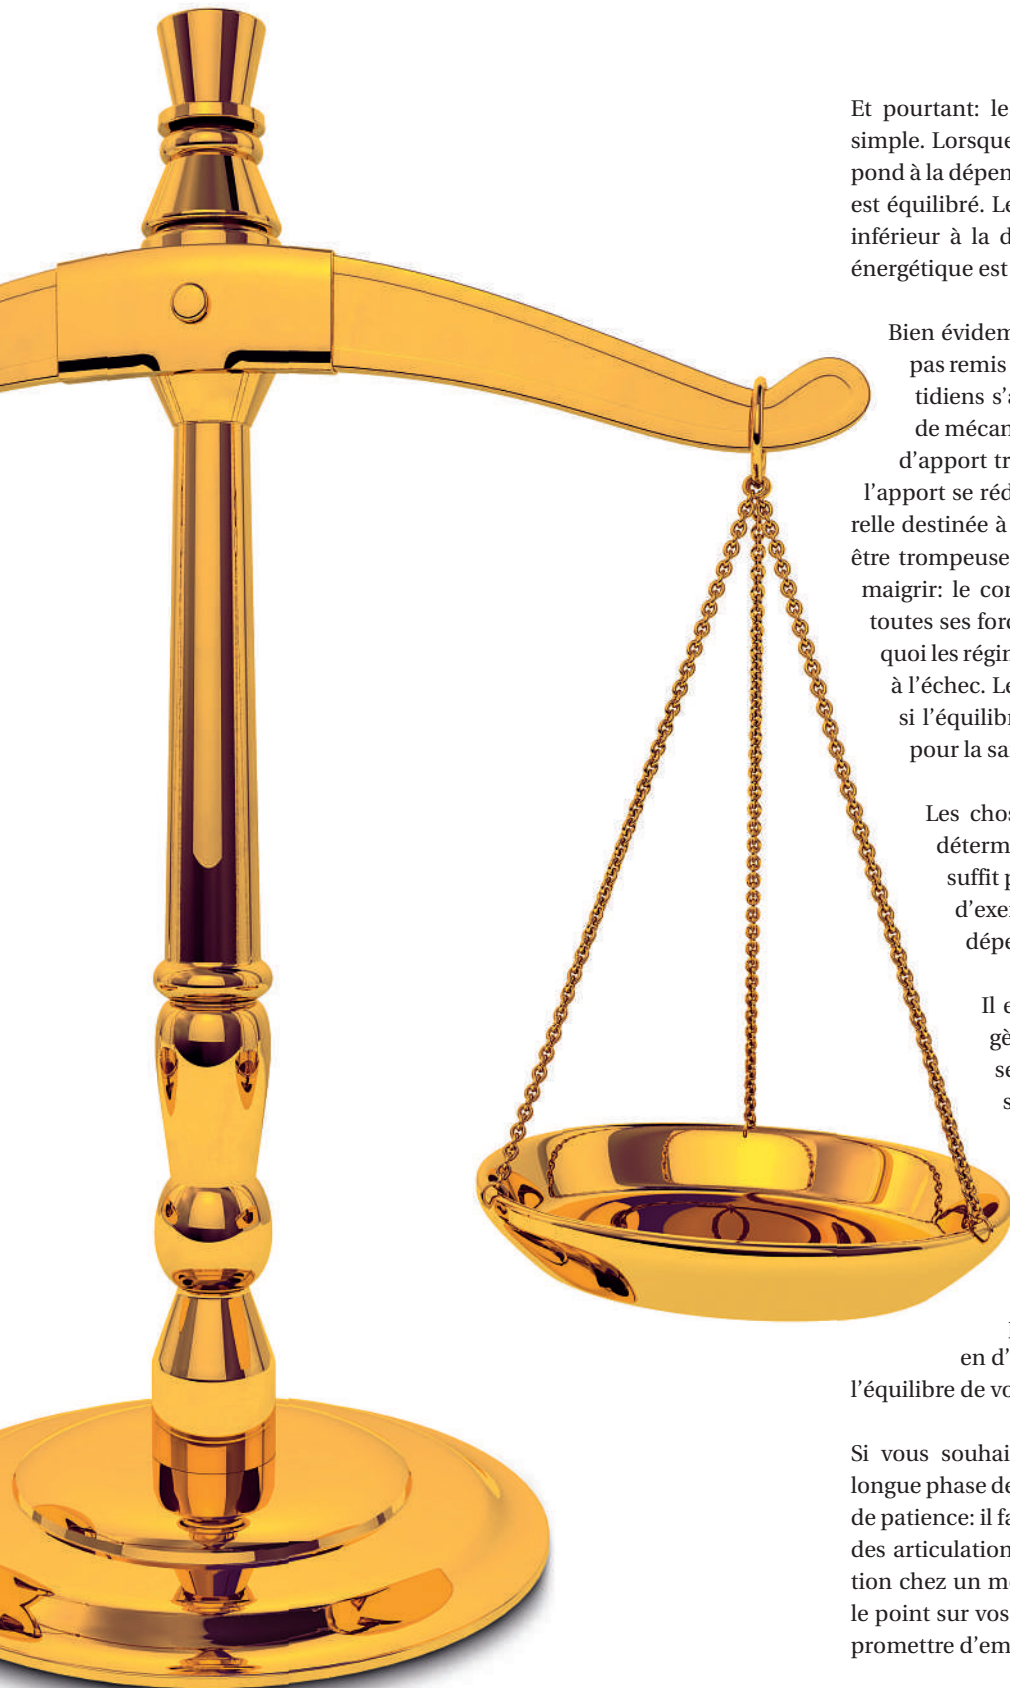 Et pourtant: le
simple. Lorsque
pond à la dépen
est équilibré. Le
inférieur à la d
énergétique est
Bien évidem
pas remis
tidiens s'a
de mécan
d'apport tr
l'apport se réd
relle destinée à
être trompeuse
maigrir: le cor
toutes ses forc
quoi les régin
à l'échec. Le
si l'équilibr
pour la sa
Les chos
déterm
suffit p
d'exer
dépe
Il e
gè
se
s
en d'
l'équilibre de vo
Si vous souhai
longue phase de
de patience: il fa
des articulation
tion chez un mé
le point sur vos
promettre d'em